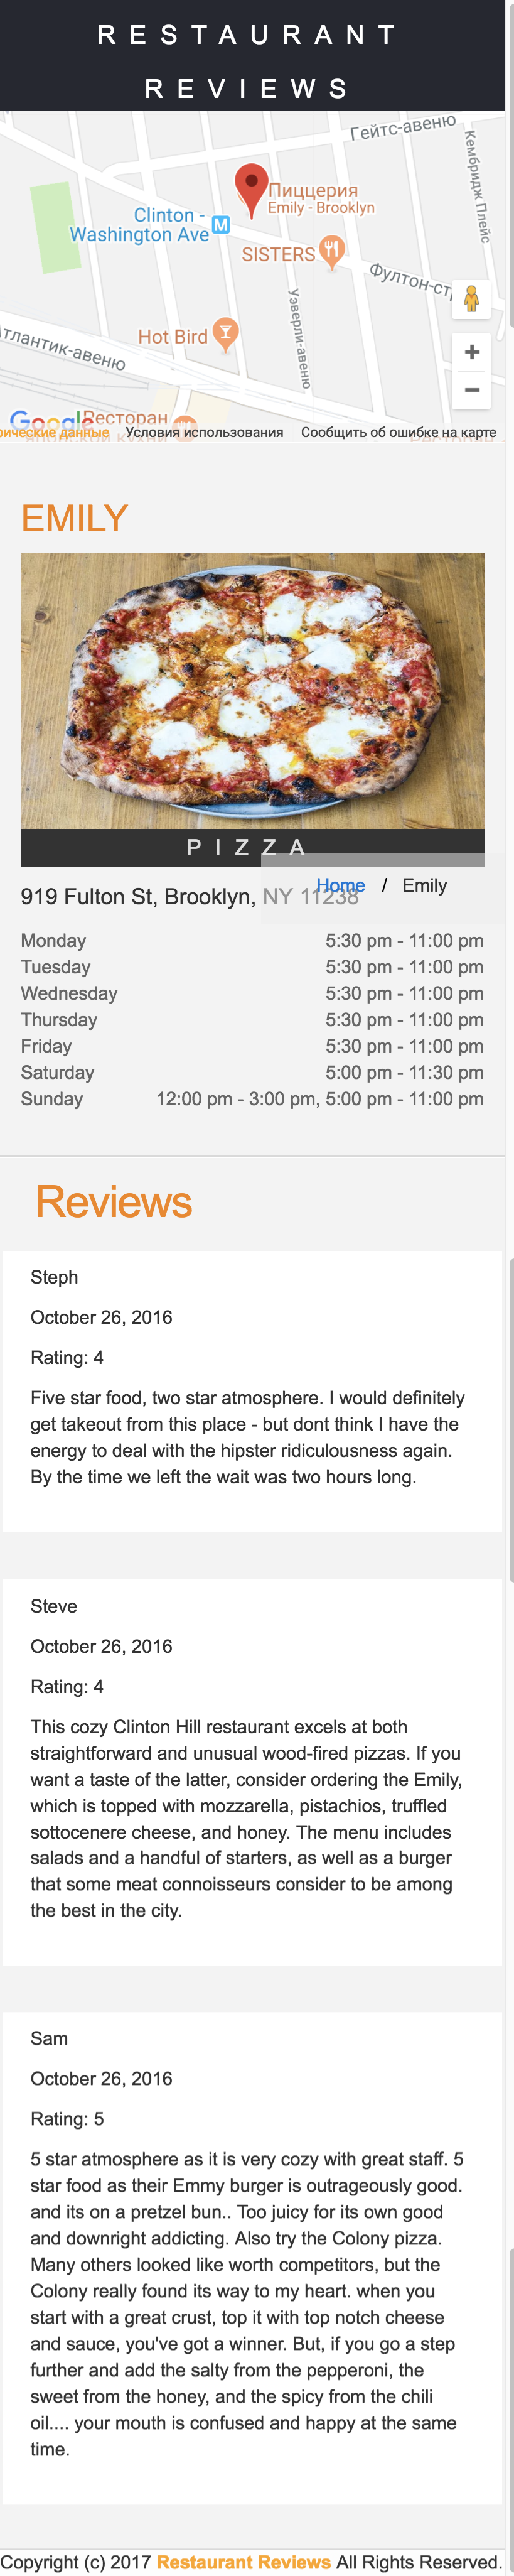 RESTAURANT
REVIEWS
Гейтс-авеню
Кембридж Плейс
Пиццерия
Emily - Brooklyn
Clinton -
Washington Ave
M
SISTERS
Фултон-ст
Уэверли-авеню
Hot Bird
тлантик-авеню
Google
Ресторан
японской кухни
рические данные Условия использования Сообщить об ошибке на карте
EMILY
PIZZA
Home / Emily
919 Fulton St, Brooklyn, NY 11238
Monday 5:30 pm - 11:00 pm
Tuesday 5:30 pm - 11:00 pm
Wednesday 5:30 pm - 11:00 pm
Thursday 5:30 pm - 11:00 pm
Friday 5:30 pm - 11:00 pm
Saturday 5:00 pm - 11:30 pm
Sunday 12:00 pm - 3:00 pm, 5:00 pm - 11:00 pm
Reviews
Steph
October 26, 2016
Rating: 4
Five star food, two star atmosphere. I would definitely
get takeout from this place - but dont think I have the
energy to deal with the hipster ridiculousness again.
By the time we left the wait was two hours long.
Steve
October 26, 2016
Rating: 4
This cozy Clinton Hill restaurant excels at both
straightforward and unusual wood-fired pizzas. If you
want a taste of the latter, consider ordering the Emily,
which is topped with mozzarella, pistachios, truffled
sottocenere cheese, and honey. The menu includes
salads and a handful of starters, as well as a burger
that some meat connoisseurs consider to be among
the best in the city.
Sam
October 26, 2016
Rating: 5
5 star atmosphere as it is very cozy with great staff. 5
star food as their Emmy burger is outrageously good.
and its on a pretzel bun.. Too juicy for its own good
and downright addicting. Also try the Colony pizza.
Many others looked like worth competitors, but the
Colony really found its way to my heart. when you
start with a great crust, top it with top notch cheese
and sauce, you've got a winner. But, if you go a step
further and add the salty from the pepperoni, the
sweet from the honey, and the spicy from the chili
oil.... your mouth is confused and happy at the same
time.
Copyright (c) 2017 Restaurant Reviews All Rights Reserved.